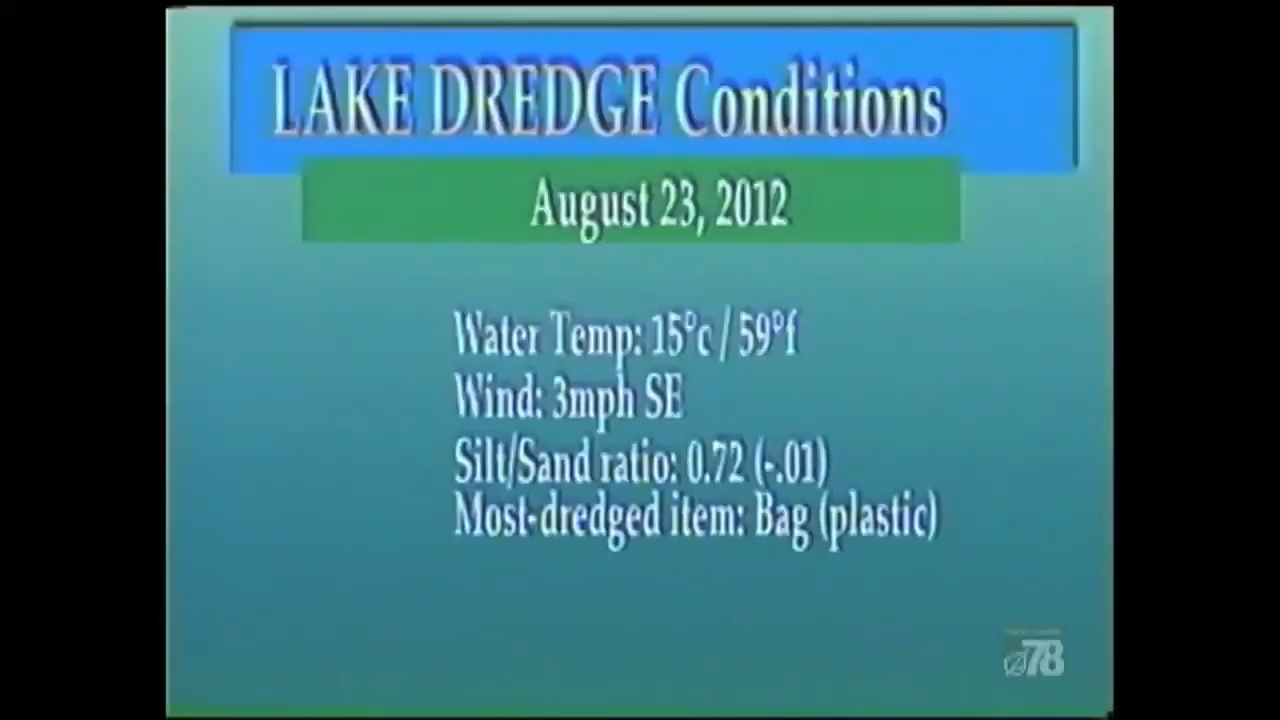 LAKE DREDGE Conditions
August 23, 2012
Water Temp: 15°c / 59°f
Wind: 3mph SE
Silt/Sand ratio: 0.72 (-.01)
Most-dredged item: Bag (plastic)
78